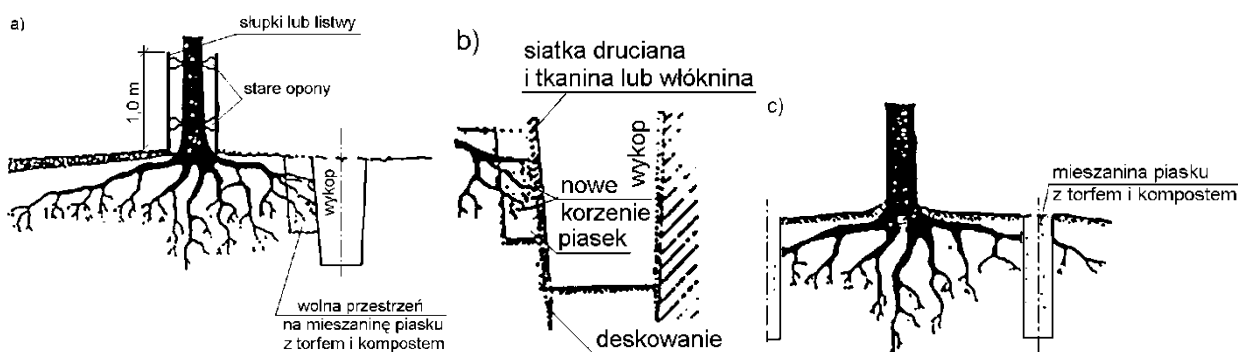 a)
słupki lub listwy
1,0 m
stare opony
wykop
wolna przestrzeń
na mieszaninę piasku
z torfem i kompostem
b)
siatka druciana
i tkanina lub włóknina
wykop
nowe
korzenie
piasek
deskowanie
c)
mieszanina piasku
z torfem i kompostem